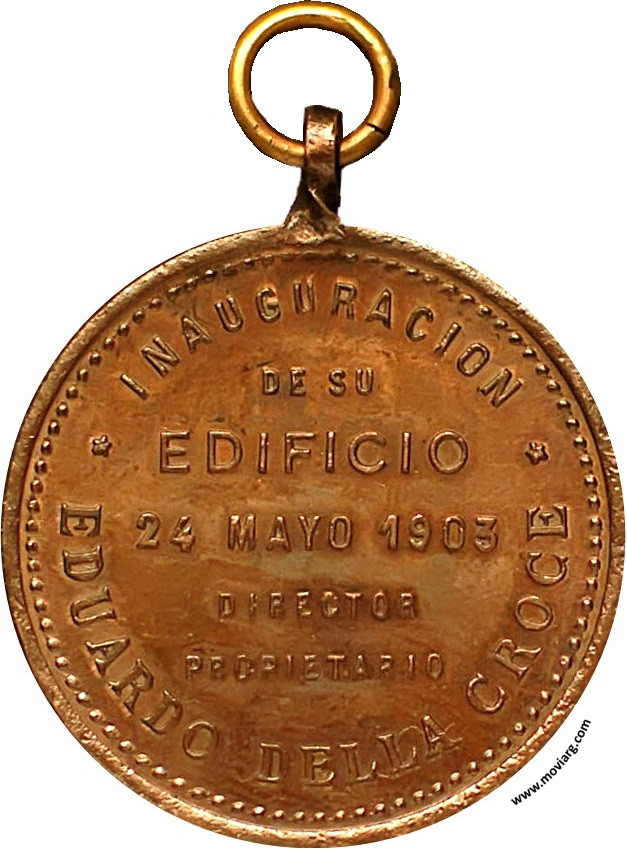 INAUGURACION
DE SU
EDIFICIO
24 MAYO 1903
DIRECTOR
PROPIETARIO
EDUARDO DELLA CROCE
www.moviarg.com